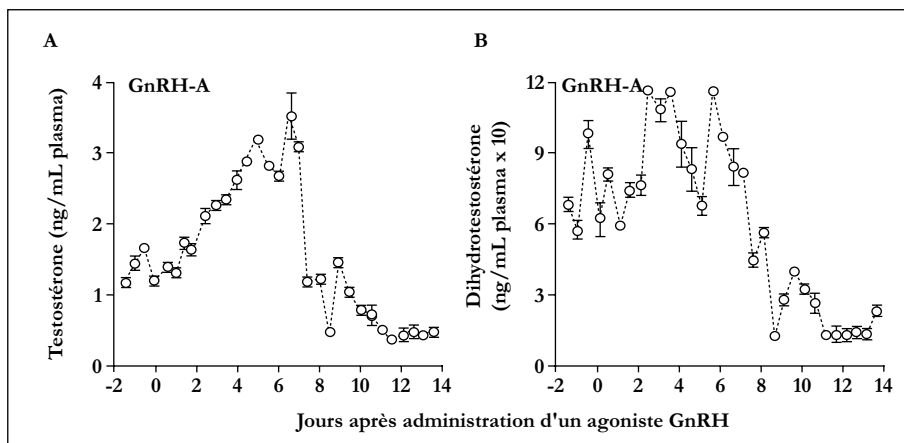 A
GnRH-A
Testostérone (ng/mL plasma)
4
3
2
1
0
-2 0 2 4 6 8 10 12 14
B
GnRH-A
Dihydrotestostérone
(ng/mL plasma x 10)
12
9
6
3
0
-2 0 2 4 6 8 10 12 14
Jours après administration d'un agoniste GnRH